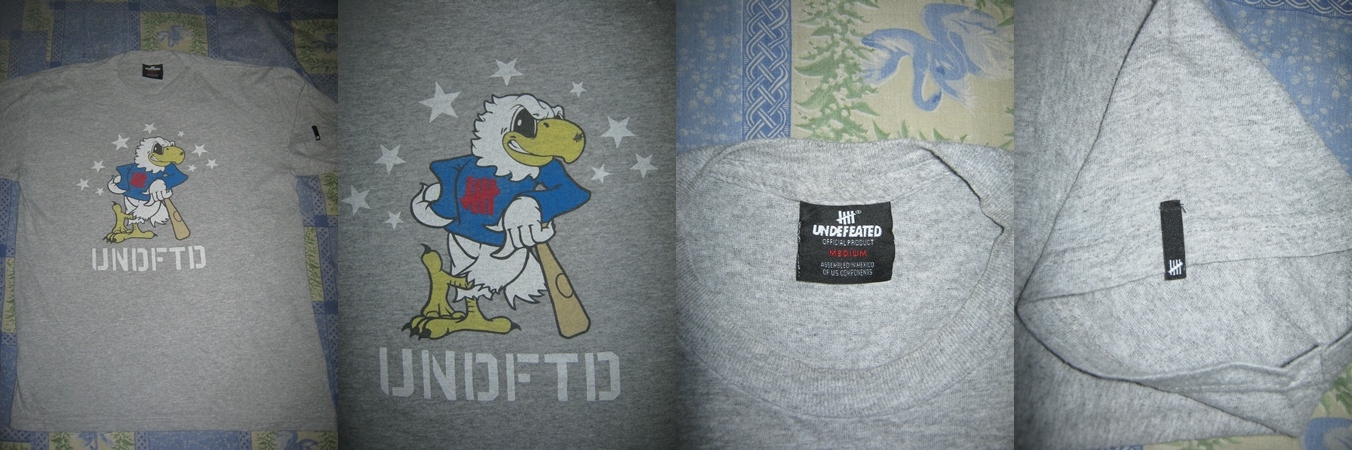 UNDFTD
UNDFTD
®
UNDEFEATED
OFFICIAL PRODUCT
MEDIUM
ASSEMBLED IN MEXICO
OF US COMPONENTS